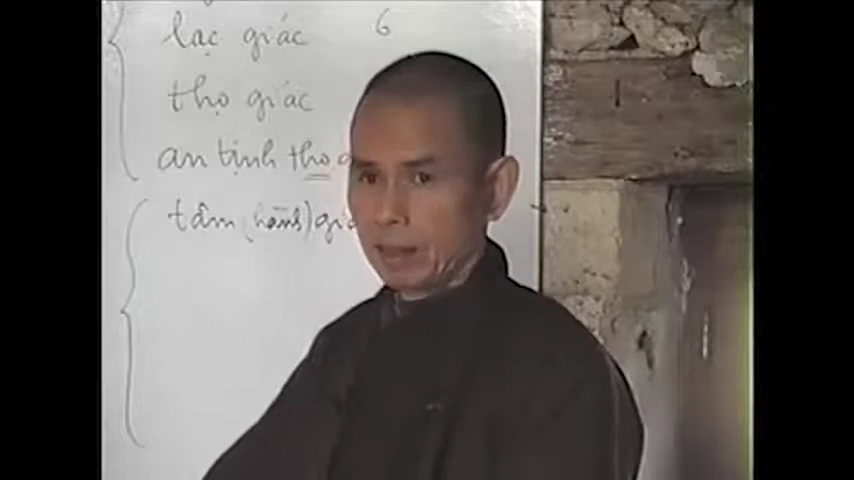 lạc giác 6
thọ giác
an tịnh thọ
tâm (hành)